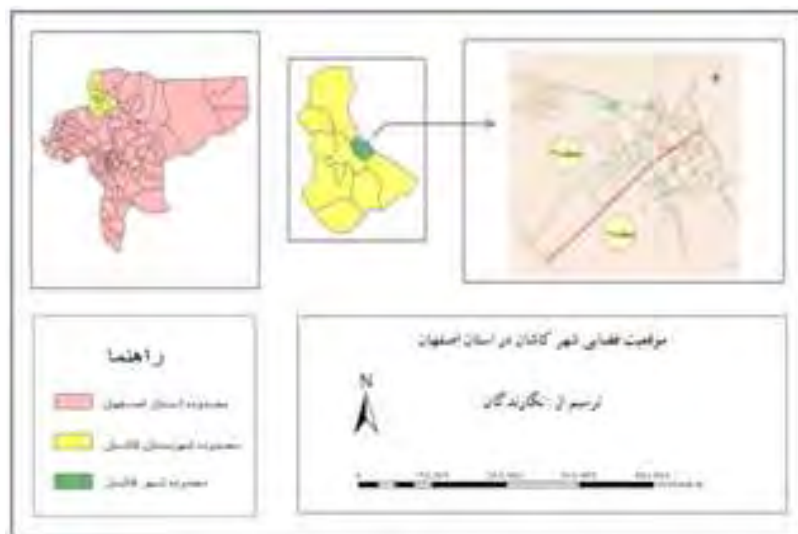 راهنما
محدوده استان اصفهان
محدوده شهرستان کاشان
محدوده شهر کاشان
موقعیت فضایی شهر کاشان در استان اصفهان
ترسیم از: نگارندگان
N
0